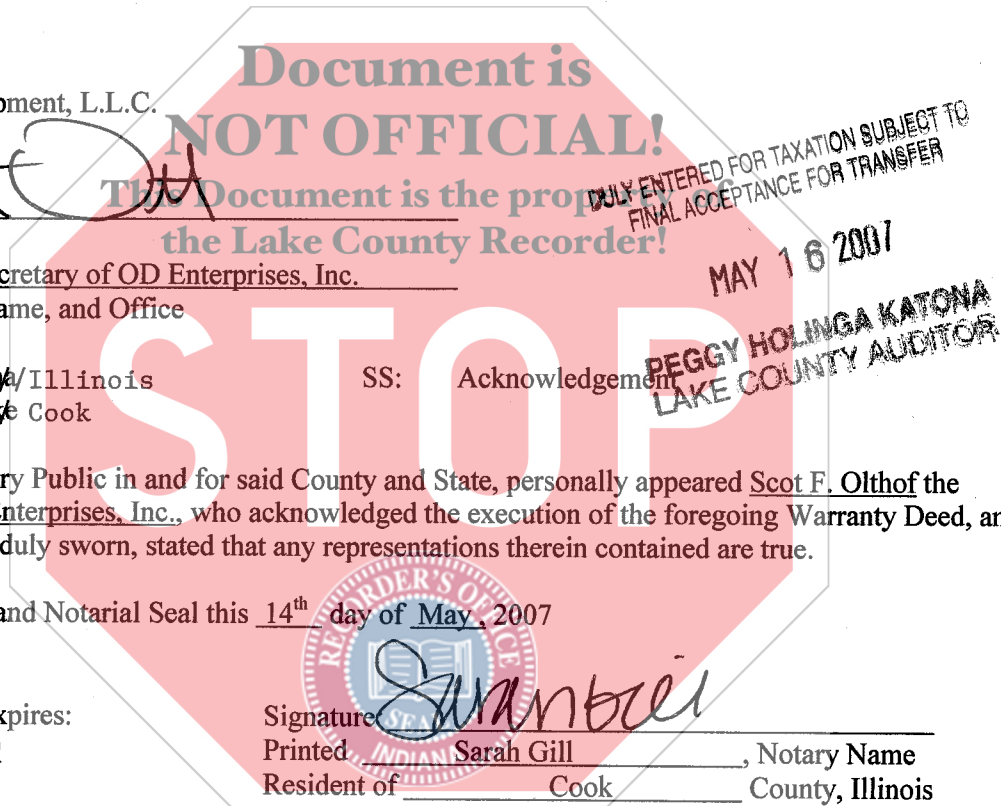 Document is
NOT OFFICIAL!
This Document is the property of
the Lake County Recorder!
STOP
pment, L.L.C.
DULY ENTERED FOR TAXATION SUBJECT TO
FINAL ACCEPTANCE FOR TRANSFER
MAY 16 2007
PEGGY HOLINGA KATONA
LAKE COUNTY AUDITOR
cretary of OD Enterprises, Inc.
ame, and Office
a/Illinois SS: Acknowledgement
e Cook
ry Public in and for said County and State, personally appeared Scot F. Olthof the
nterprises, Inc., who acknowledged the execution of the foregoing Warranty Deed, an
duly sworn, stated that any representations therein contained are true.
and Notarial Seal this 14th day of May, 2007
RECORDER'S OFFICE
SEAL
INDIANA
xpires:
Signature
Printed Sarah Gill, Notary Name
Resident of Cook County, Illinois